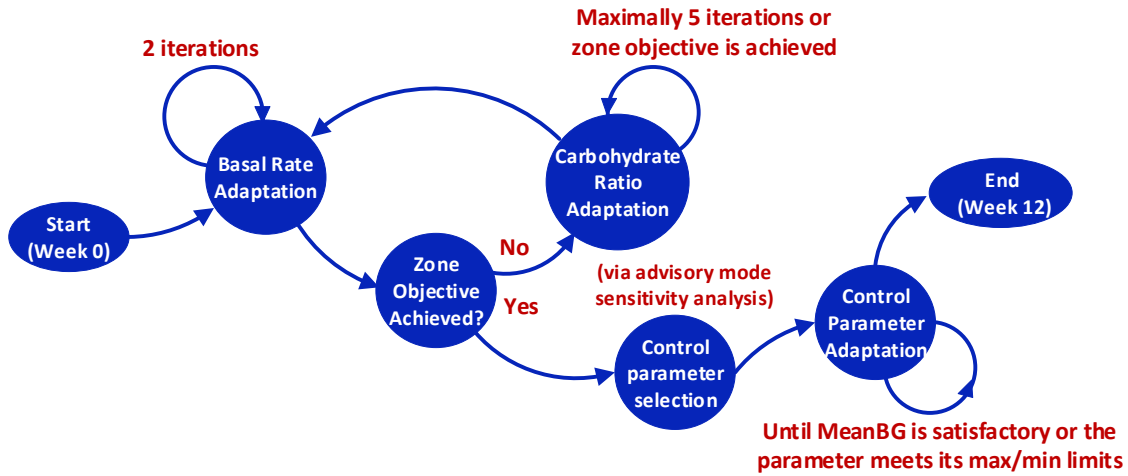 Maximally 5 iterations or
zone objective is achieved
2 iterations
Basal Rate
Adaptation
Carbohydrate
Ratio
Adaptation
Start
(Week 0)
End
(Week 12)
Zone
Objective
Achieved?
No
Yes
(via advisory mode
sensitivity analysis)
Control
parameter
selection
Control
Parameter
Adaptation
Until MeanBG is satisfactory or the
parameter meets its max/min limits